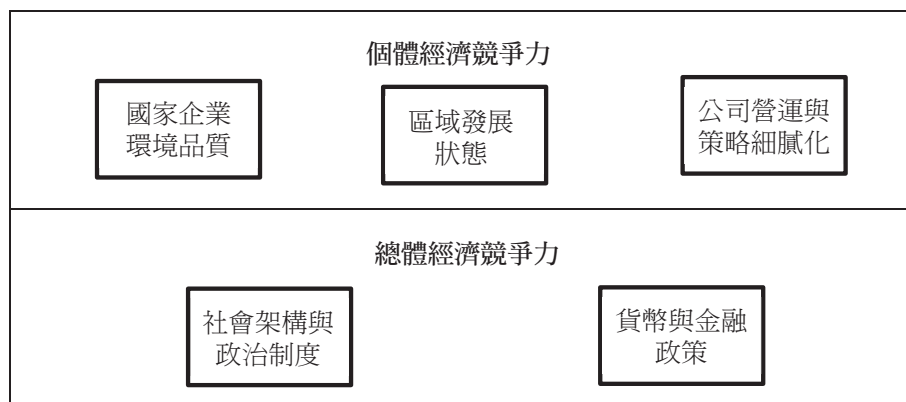 個體經濟競爭力
國家企業
環境品質
區域發展
狀態
公司營運與
策略細膩化
總體經濟競爭力
社會架構與
政治制度
貨幣與金融
政策